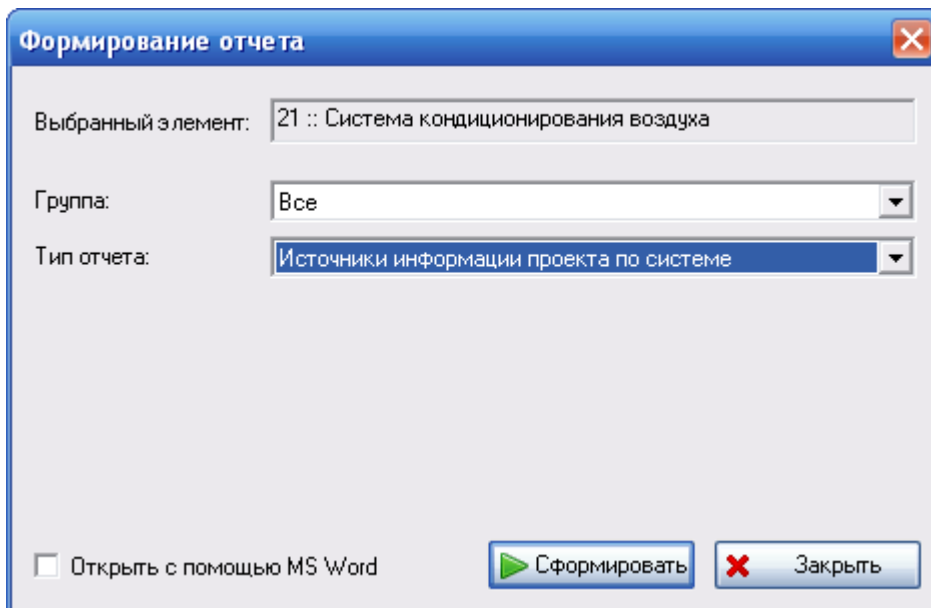 Формирование отчета
Выбранный элемент: 21 :: Система кондиционирования воздуха
Группа: Все
Тип отчета: Источники информации проекта по системе
Открыть с помощью MS Word Сформировать Закрыть